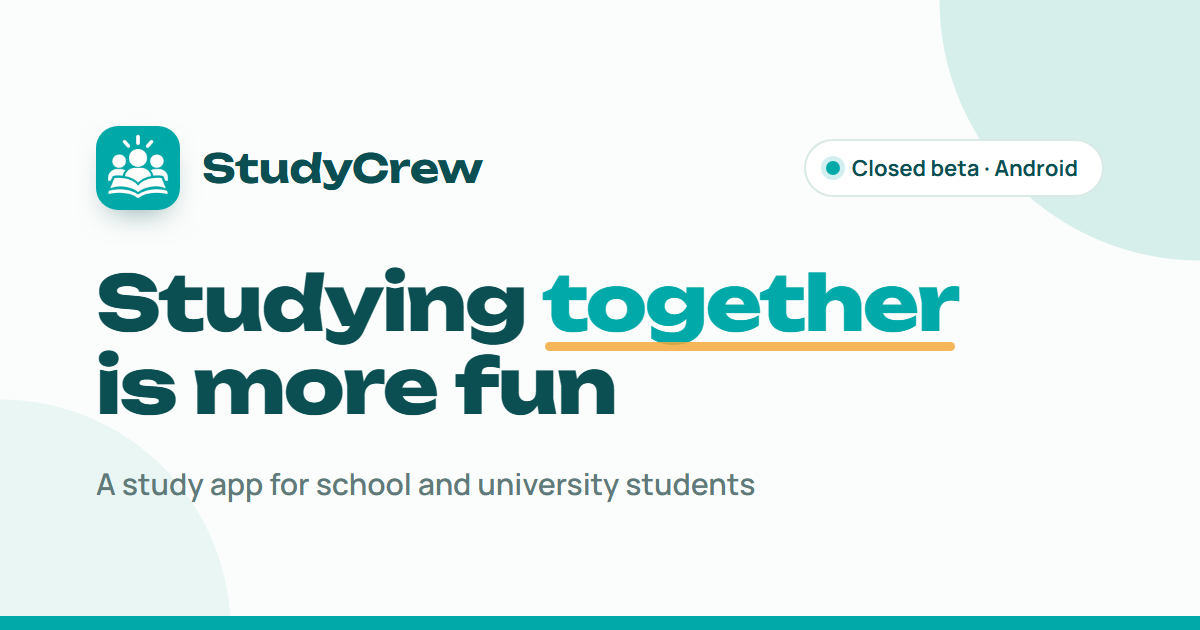 StudyCrew
Closed beta · Android
Studying together
is more fun
A study app for school and university students